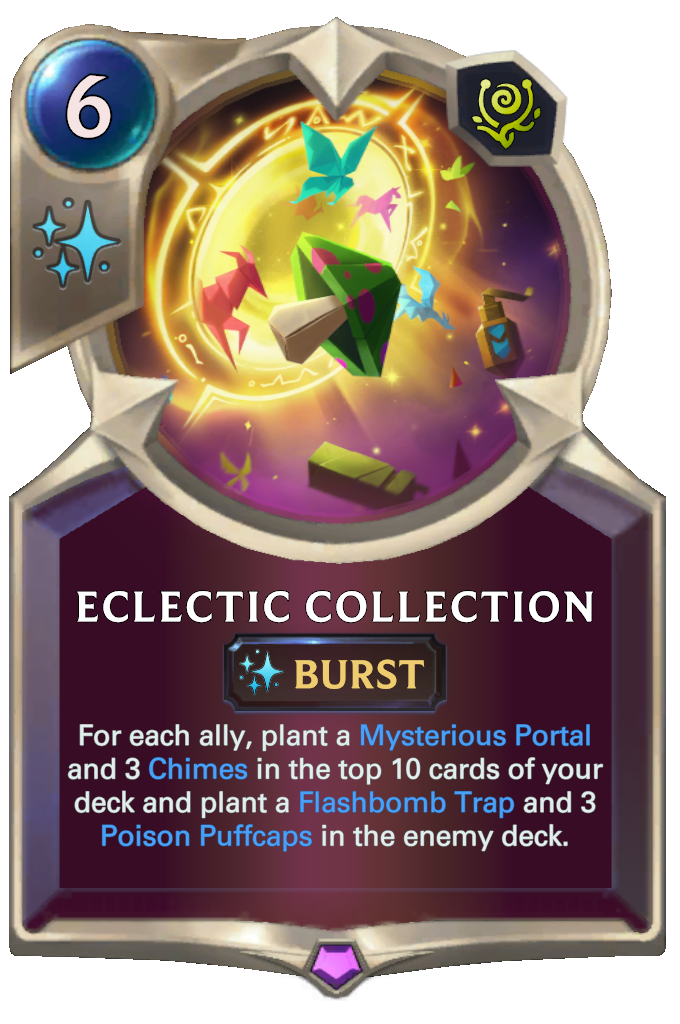 6
ECLECTIC COLLECTION
BURST
For each ally, plant a Mysterious Portal
and 3 Chimes in the top 10 cards of your
deck and plant a Flashbomb Trap and 3
Poison Puffcaps in the enemy deck.